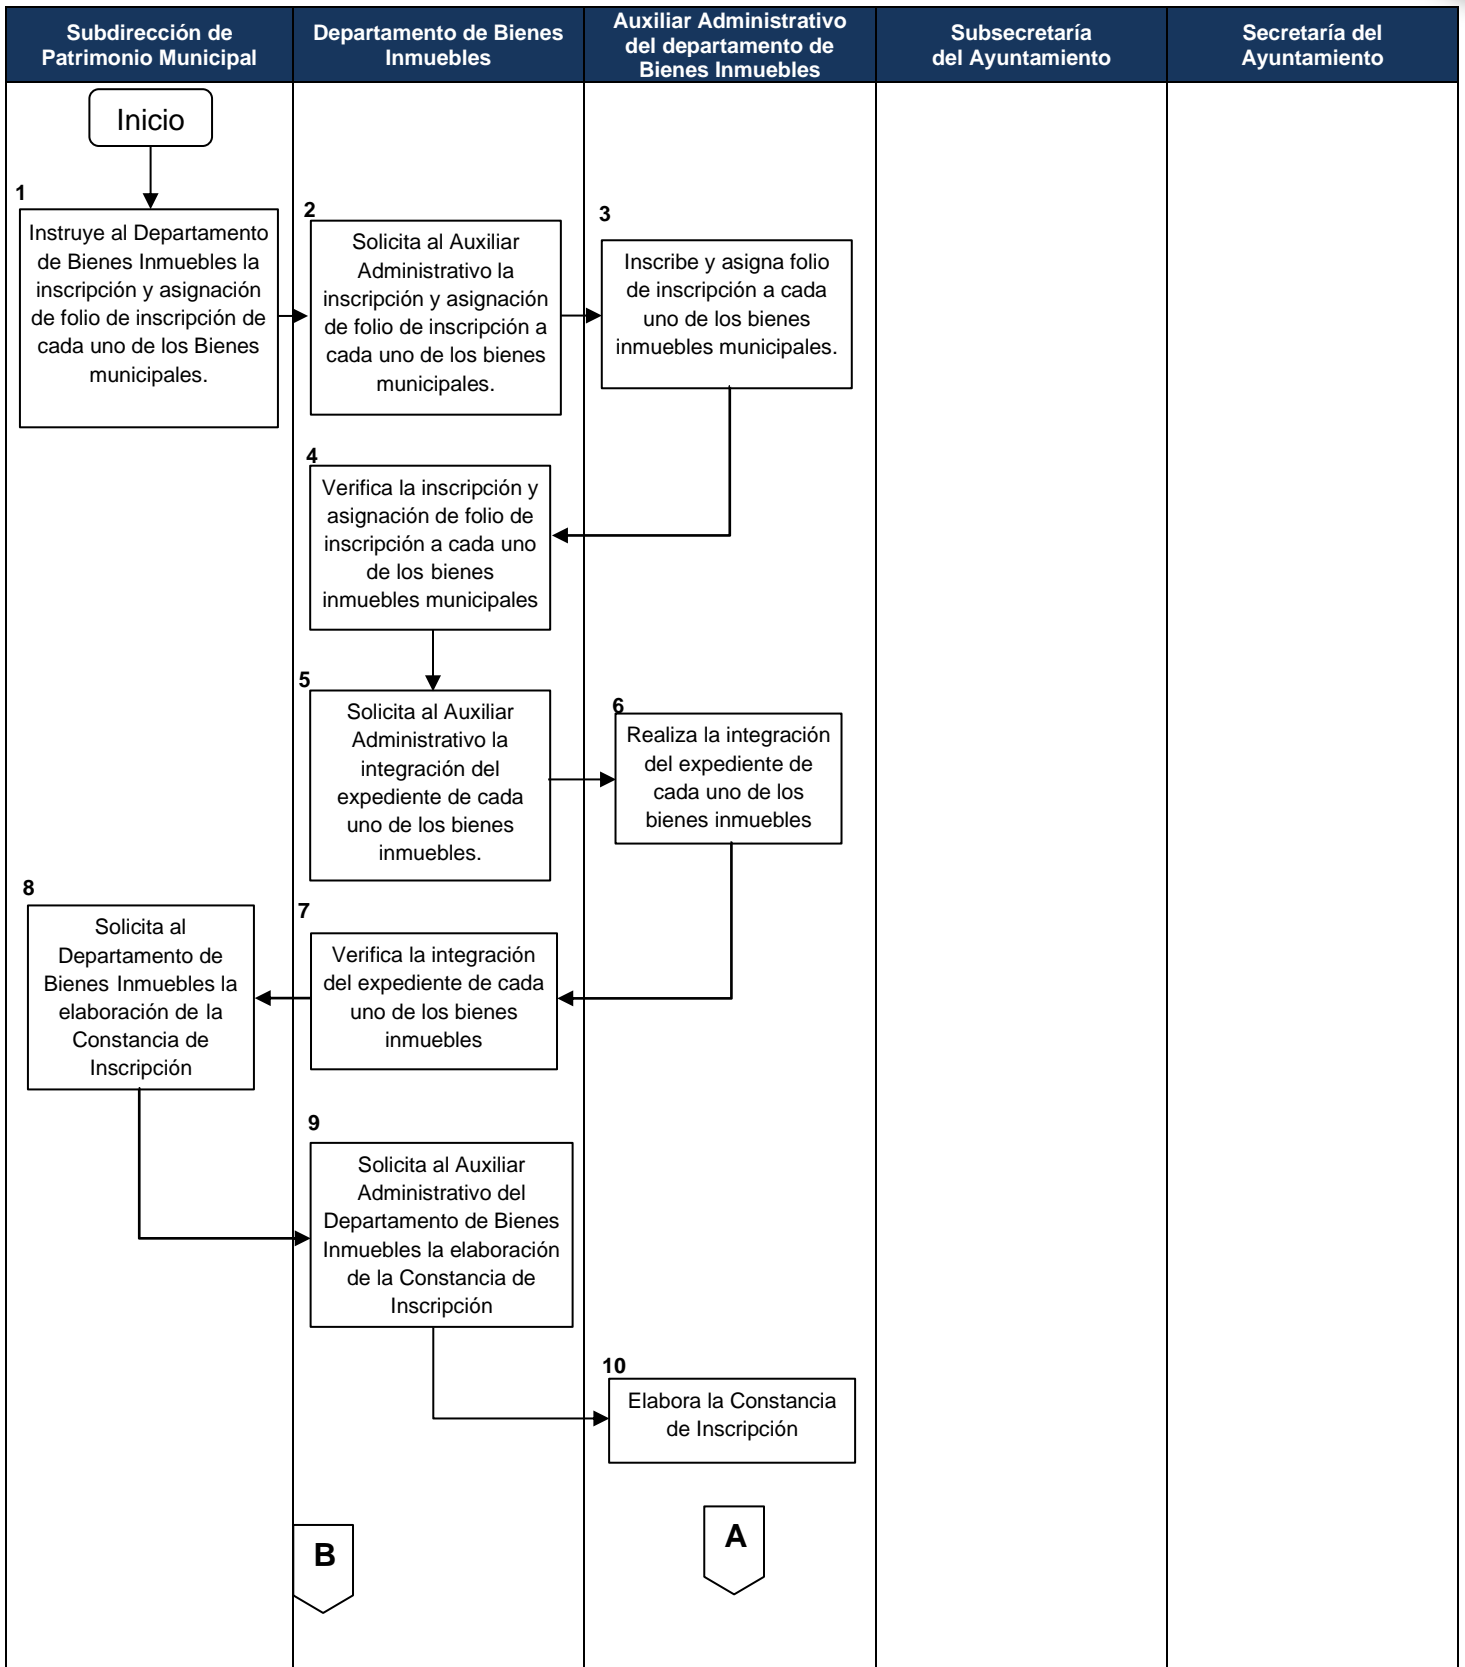 Subdirección de
Patrimonio Municipal
Departamento de Bienes
Inmuebles
Auxiliar Administrativo
del departamento de
Bienes Inmuebles
Subsecretaría
del Ayuntamiento
Secretaría del
Ayuntamiento
Inicio
1
Instruye al Departamento
de Bienes Inmuebles la
inscripción y asignación
de folio de inscripción de
cada uno de los Bienes
municipales.
2
Solicita al Auxiliar
Administrativo la
inscripción y asignación
de folio de inscripción a
cada uno de los bienes
municipales.
3
Inscribe y asigna folio
de inscripción a cada
uno de los bienes
inmuebles municipales.
4
Verifica la inscripción y
asignación de folio de
inscripción a cada uno
de los bienes
inmuebles municipales
5
Solicita al Auxiliar
Administrativo la
integración del
expediente de cada
uno de los bienes
inmuebles.
6
Realiza la integración
del expediente de
cada uno de los
bienes inmuebles
7
Verifica la integración
del expediente de cada
uno de los bienes
inmuebles
8
Solicita al
Departamento de
Bienes Inmuebles la
elaboración de la
Constancia de
Inscripción
9
Solicita al Auxiliar
Administrativo del
Departamento de Bienes
Inmuebles la elaboración
de la Constancia de
Inscripción
10
Elabora la Constancia
de Inscripción
A
B